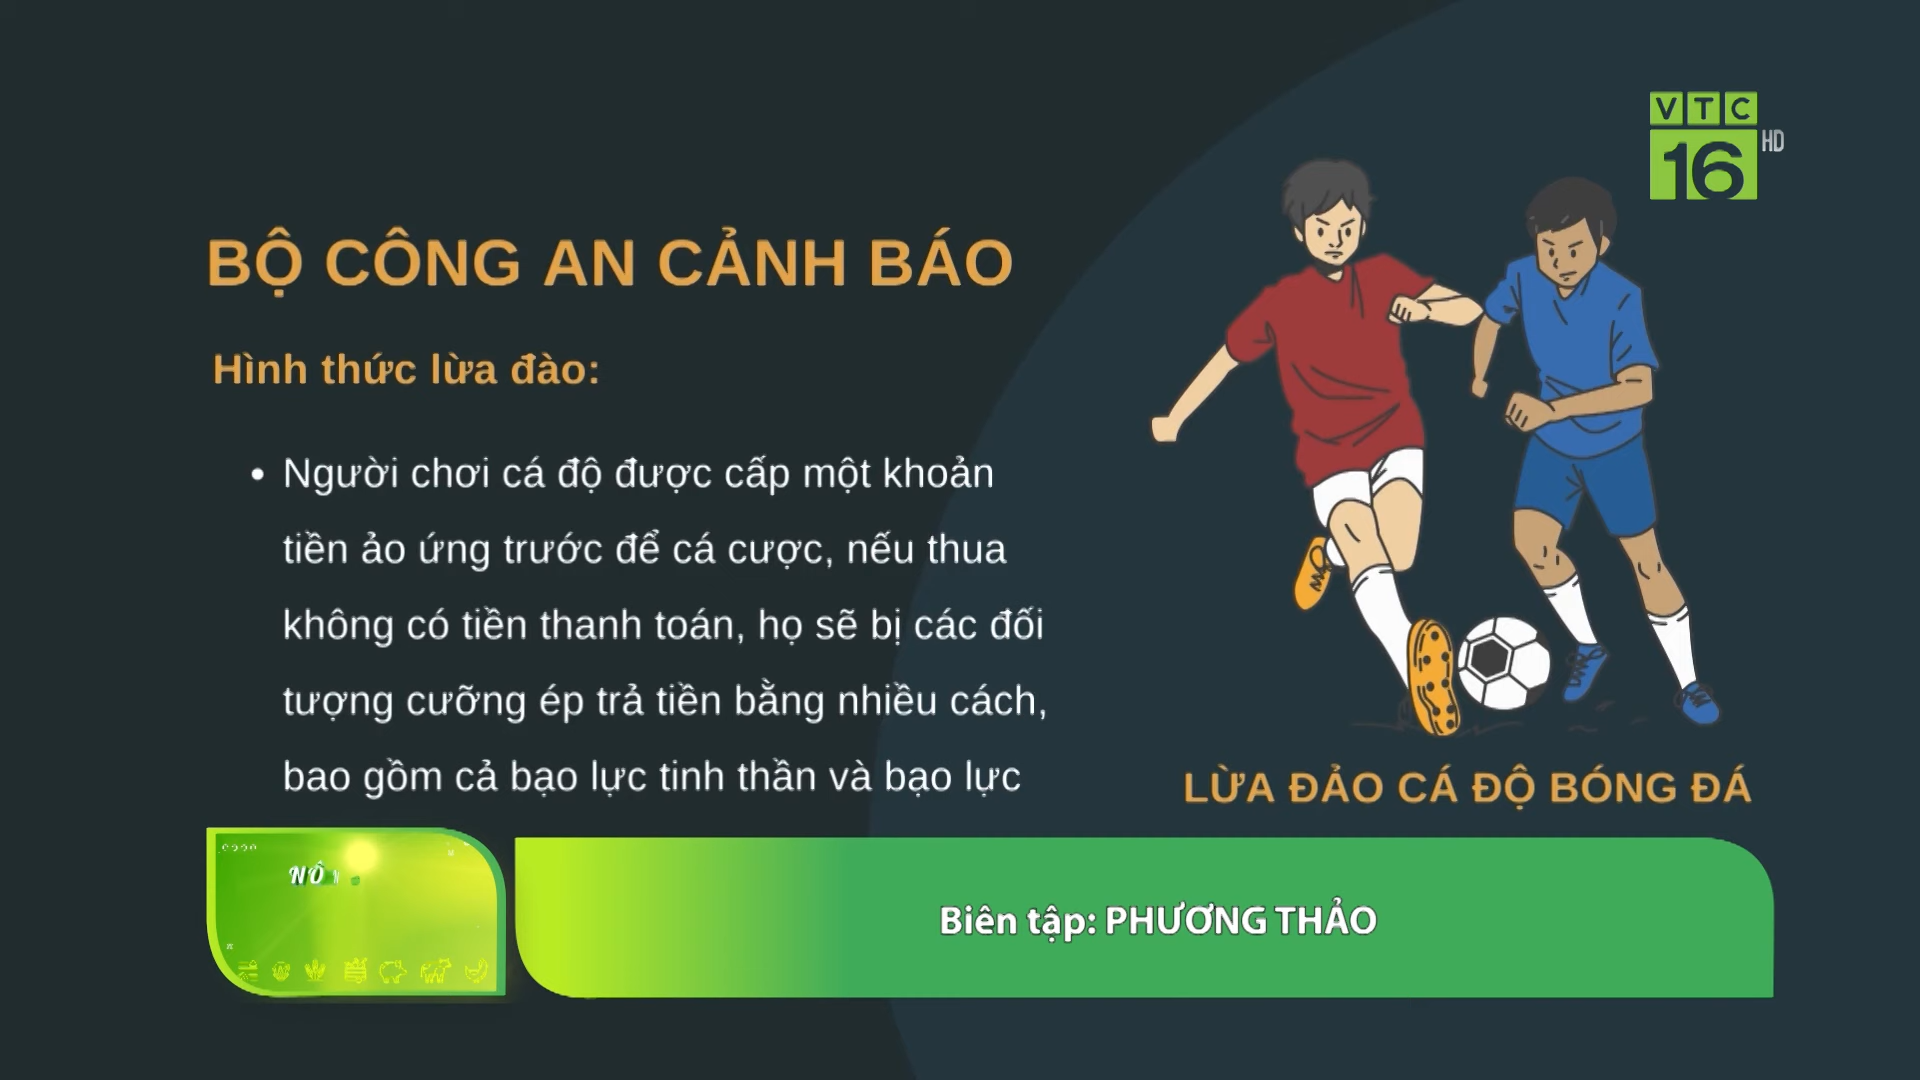 VTC
16 HD
BỘ CÔNG AN CẢNH BÁO
Hình thức lừa đào:
• Người chơi cá độ được cấp một khoản
tiền ảo ứng trước để cá cược, nếu thua
không có tiền thanh toán, họ sẽ bị các đối
tượng cưỡng ép trả tiền bằng nhiều cách,
bao gồm cả bạo lực tinh thần và bạo lực
LỪA ĐẢO CÁ ĐỘ BÓNG ĐÁ
NÔ
Biên tập: PHƯƠNG THẢO